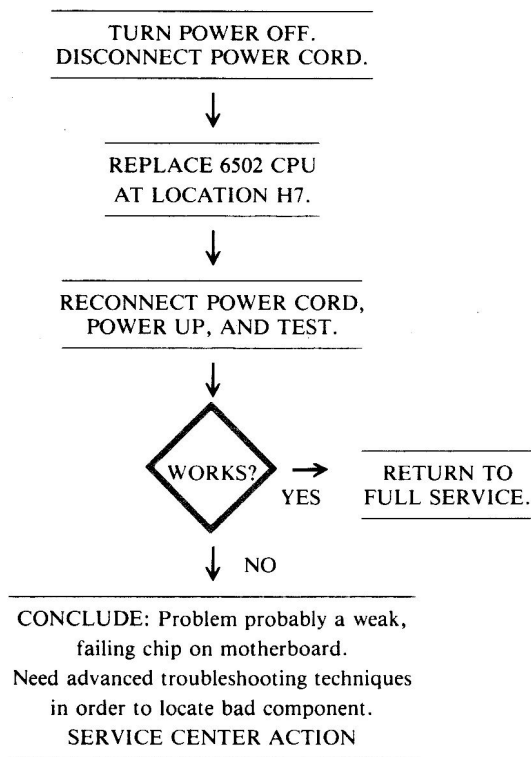 TURN POWER OFF.
DISCONNECT POWER CORD.
REPLACE 6502 CPU
AT LOCATION H7.
RECONNECT POWER CORD,
POWER UP, AND TEST.
WORKS?
YES
RETURN TO
FULL SERVICE.
NO
CONCLUDE: Problem probably a weak,
failing chip on motherboard.
Need advanced troubleshooting techniques
in order to locate bad component.
SERVICE CENTER ACTION